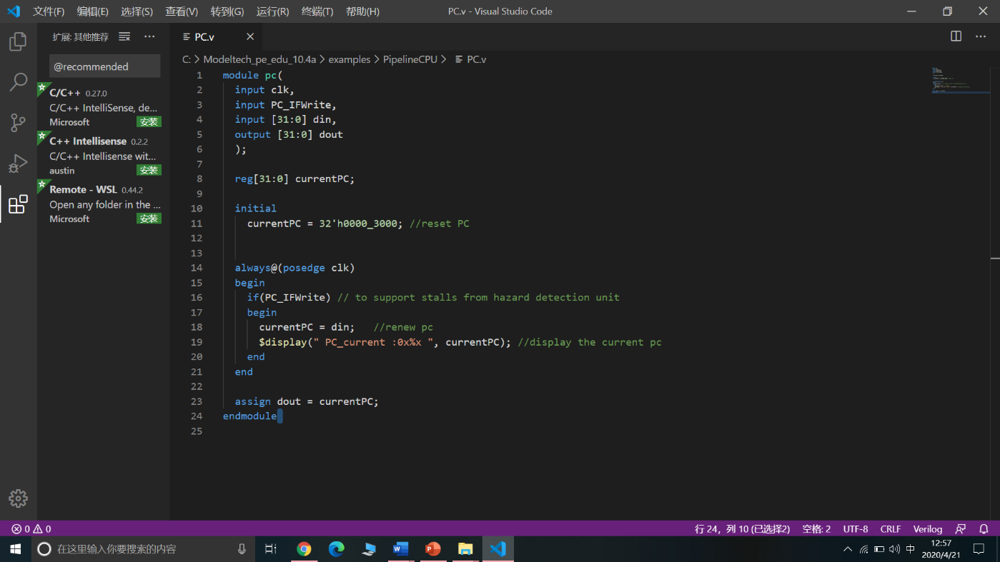 文件(F) 编辑(E) 选择(S) 查看(V) 转到(G) 运行(R) 终端(T) 帮助(H) PC.v - Visual Studio Code
扩展: 其他推荐
@recommended
C/C++ 0.27.0
C/C++ IntelliSense, de...
Microsoft 安装
C++ Intellisense 0.2.2
C/C++ Intellisense wit...
austin 安装
Remote - WSL 0.44.2
Open any folder in the ...
Microsoft 安装
PC.v
C: > Modeltech_pe_edu_10.4a > examples > PipelineCPU > PC.v
1 module pc(
2 input clk,
3 input PC_IFWrite,
4 input [31:0] din,
5 output [31:0] dout
6 );
7
8 reg[31:0] currentPC;
9
10 initial
11 currentPC = 32'h0000_3000; //reset PC
12
13
14 always@(posedge clk)
15 begin
16 if(PC_IFWrite) // to support stalls from hazard detection unit
17 begin
18 currentPC = din; //renew pc
19 $display(" PC_current :0x%x ", currentPC); //display the current pc
20 end
21 end
22
23 assign dout = currentPC;
24 endmodule
25
0 0 行 24，列 10 (已选择2) 空格: 2 UTF-8 CRLF Verilog
在这里输入你要搜索的内容
中
12:57
2020/4/21